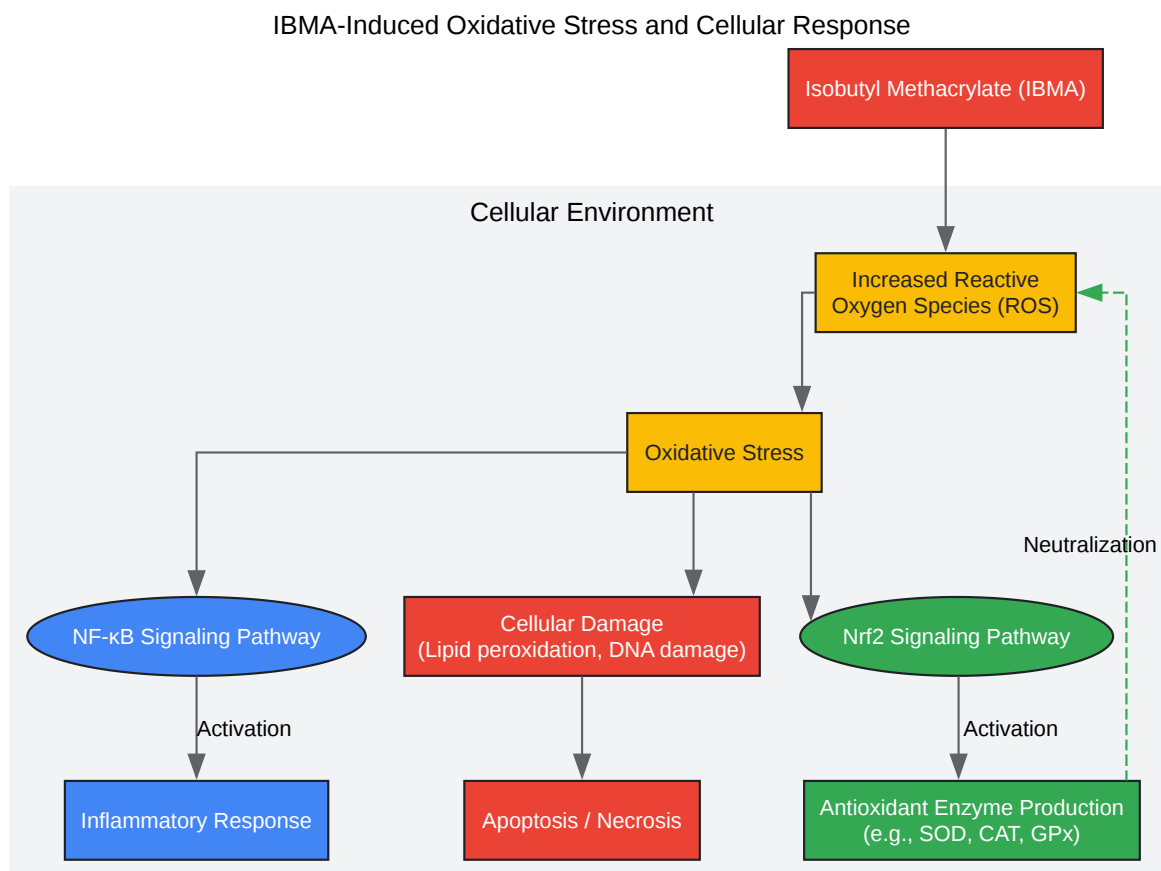 IBMA-Induced Oxidative Stress and Cellular Response
Isobutyl Methacrylate (IBMA)
Cellular Environment
Increased Reactive
Oxygen Species (ROS)
Oxidative Stress
Neutralization
NF-κB Signaling Pathway
Cellular Damage
(Lipid peroxidation, DNA damage)
Nrf2 Signaling Pathway
Activation
Activation
Inflammatory Response
Apoptosis / Necrosis
Antioxidant Enzyme Production
(e.g., SOD, CAT, GPx)